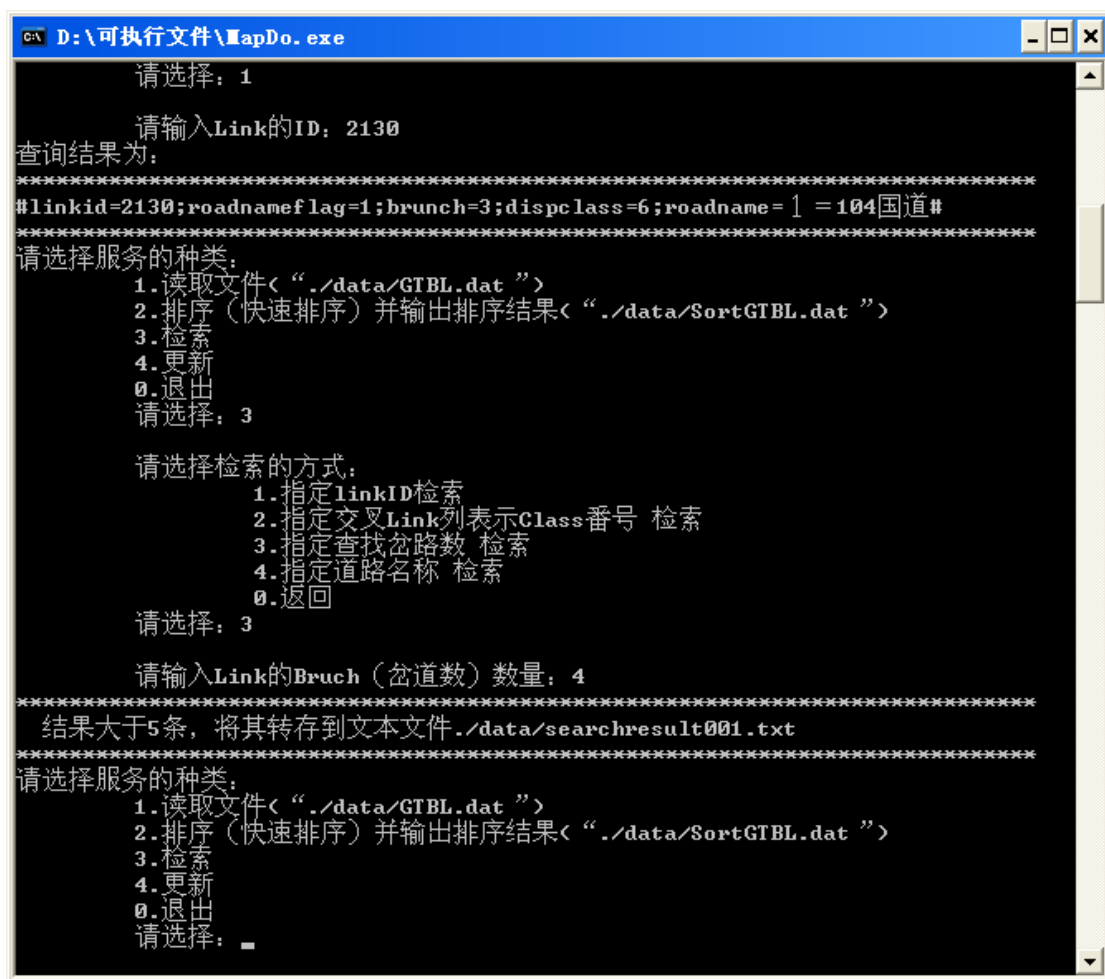 D:\可执行文件\MapDo.exe
请选择：1
请输入Link的ID：2130
查询结果为：
*****************************************************************************
#linkid=2130;roadnameflag=1;brunch=3;dispclass=6;roadname=１＝104国道#
*****************************************************************************
请选择服务的种类：
1.读取文件(“./data/GTBL.dat ”)
2.排序（快速排序）并输出排序结果(“./data/SortGTBL.dat ”)
3.检索
4.更新
0.退出
请选择：3
请选择检索的方式：
1.指定linkID检索
2.指定交叉Link列表示Class番号 检索
3.指定查找岔路数 检索
4.指定道路名称 检索
0.返回
请选择：3
请输入Link的Bruch（岔道数）数量：4
*****************************************************************************
结果大于5条，将其转存到文本文件./data/searchresult001.txt
*****************************************************************************
请选择服务的种类：
1.读取文件(“./data/GTBL.dat ”)
2.排序（快速排序）并输出排序结果(“./data/SortGTBL.dat ”)
3.检索
4.更新
0.退出
请选择：